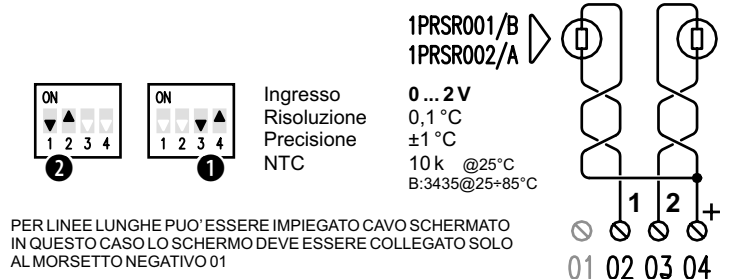 1PRSR001/B
1PRSR002/A
ON
1 2 3 4
2
ON
1 2 3 4
1
Ingresso 0 ... 2 V
Risoluzione 0,1 °C
Precisione ±1 °C
NTC 10 k @25°C
B:3435@25÷85°C
PER LINEE LUNGHE PUO' ESSERE IMPIEGATO CAVO SCHERMATO
IN QUESTO CASO LO SCHERMO DEVE ESSERE COLLEGATO SOLO
AL MORSETTO NEGATIVO 01
1 2 +
01 02 03 04